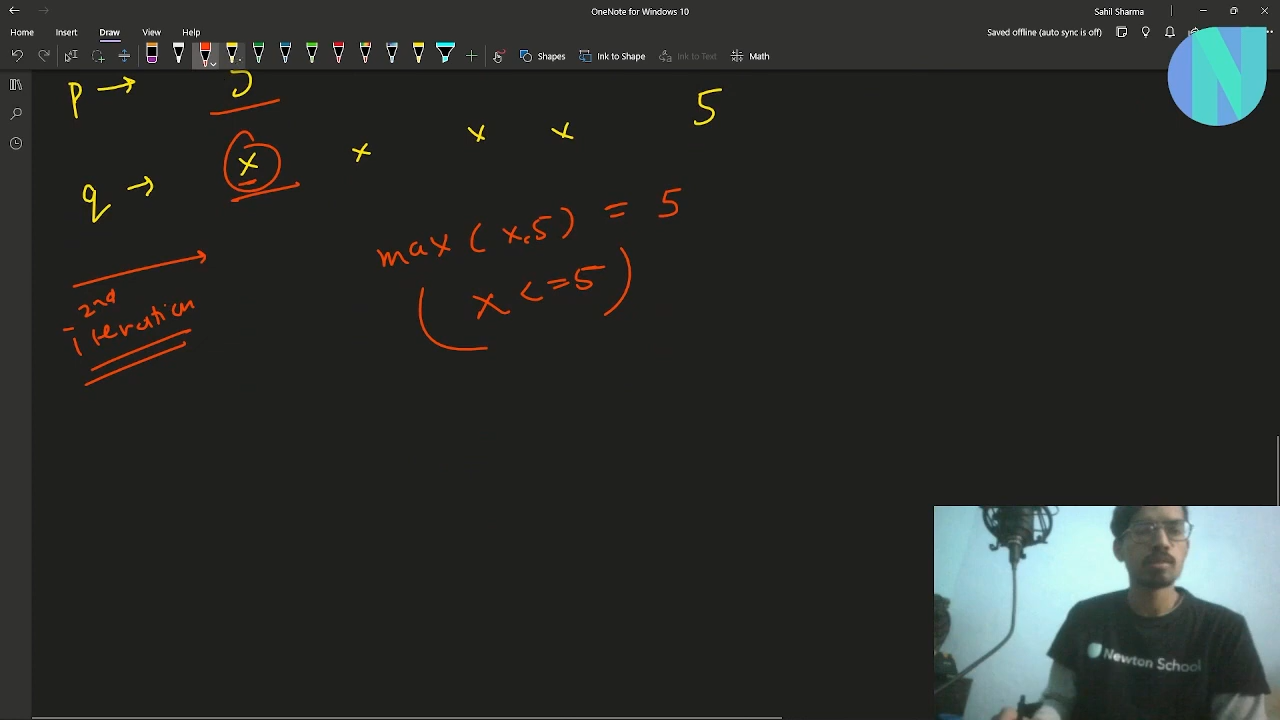 OneNote for Windows 10
Sahil Sharma
Home Insert Draw View Help
Saved offline (auto sync is off)
Shapes Ink to Shape Ink to Text Math
p → 5
q → x x x x 5
2nd iteration
max ( x,5 ) = 5
( x <= 5 )
Newton School